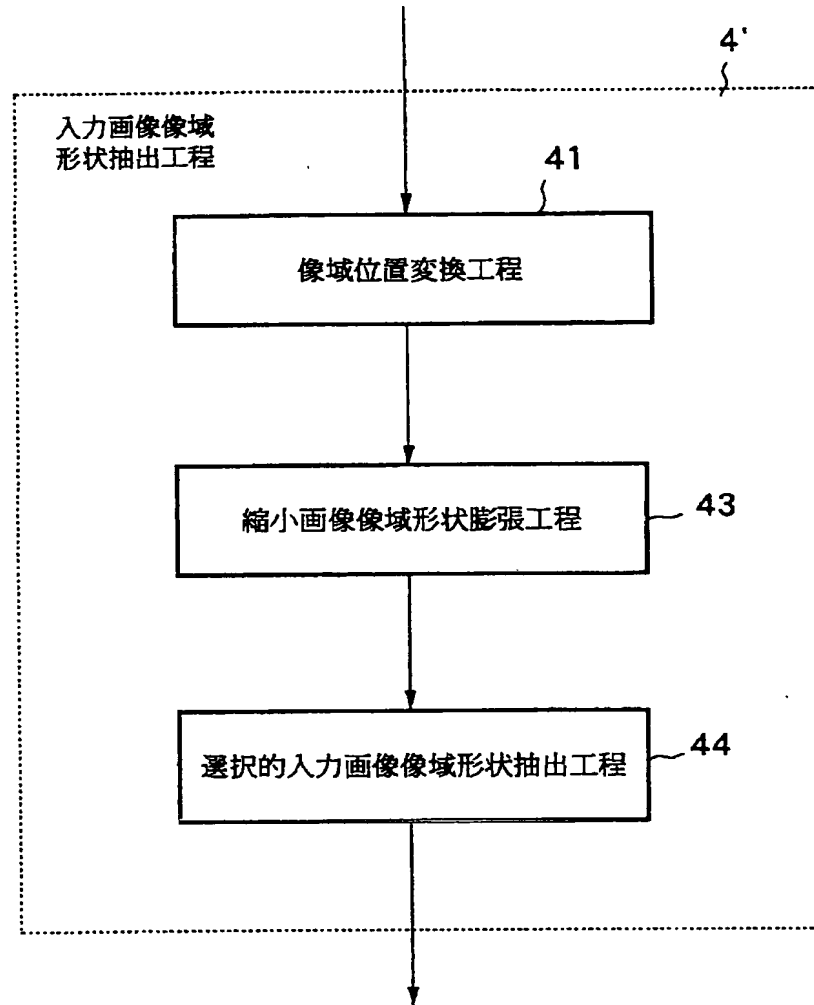 4'
入力画像像域
形状抽出工程
41
像域位置変換工程
縮小画像像域形状膨張工程
43
選択的入力画像像域形状抽出工程
44